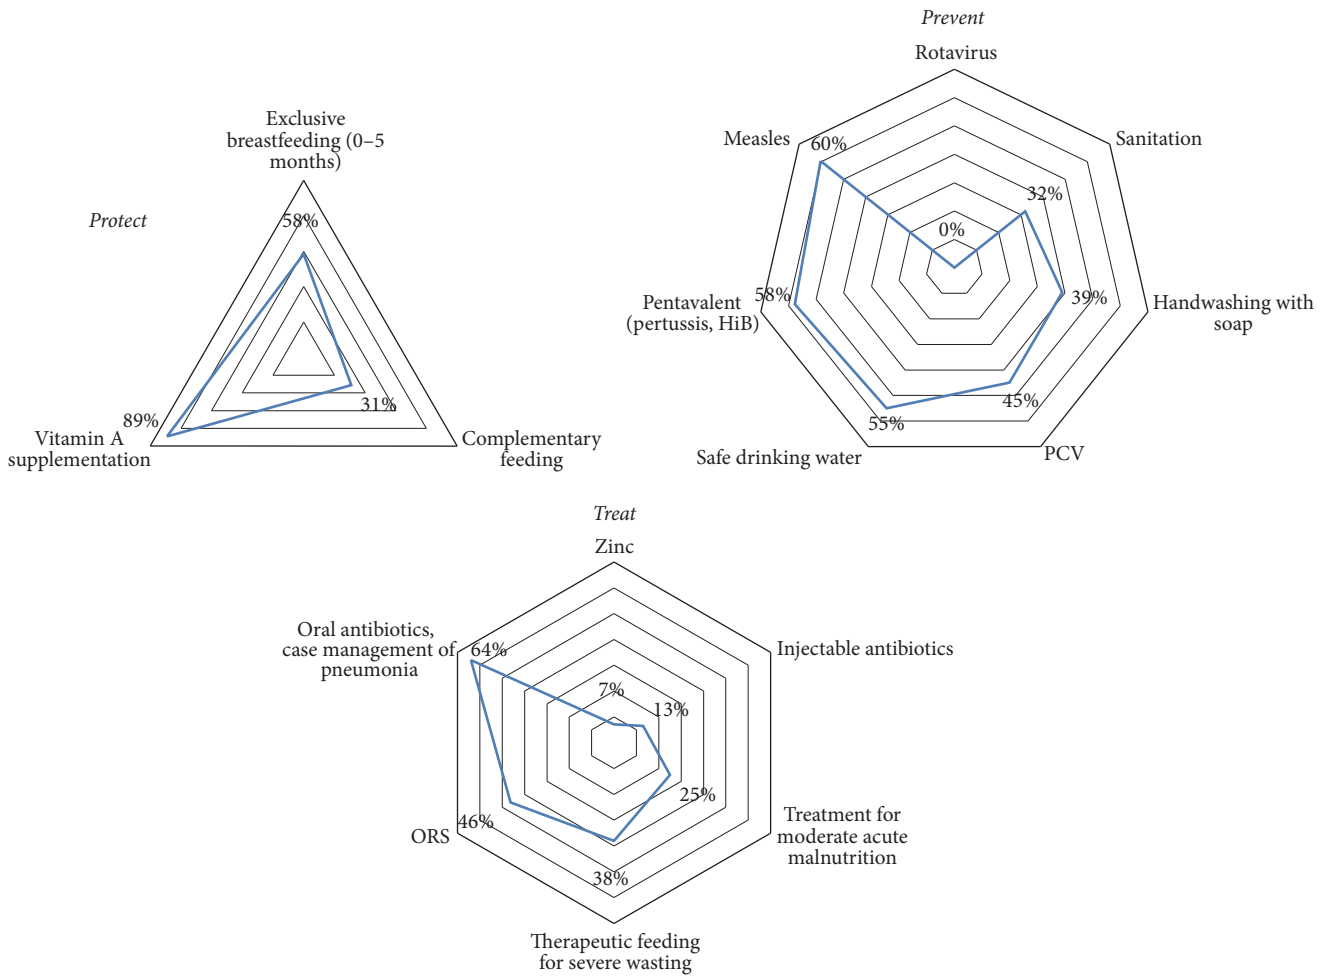 Protect
Exclusive
breastfeeding (0–5
months)
58%
31%
89%
Vitamin A
supplementation
Complementary
feeding
Prevent
Rotavirus
Measles
60%
Sanitation
32%
0%
Pentavalent
(pertussis, HiB)
58%
39%
Handwashing with
soap
45%
55%
Safe drinking water
PCV
Treat
Zinc
Oral antibiotics,
case management of
pneumonia
64%
Injectable antibiotics
7%
13%
25%
ORS
46%
Treatment for
moderate acute
malnutrition
38%
Therapeutic feeding
for severe wasting